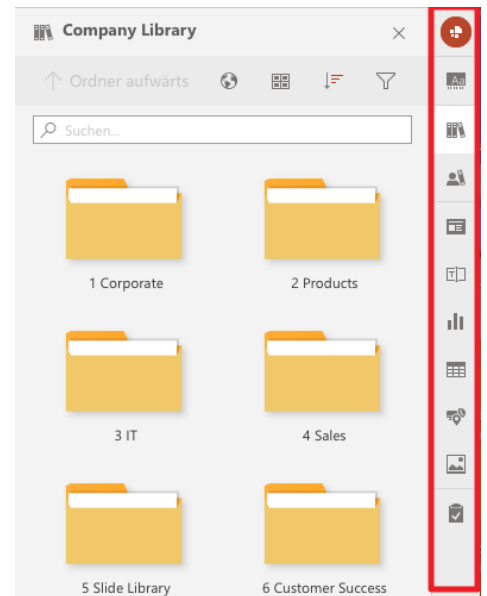 Company Library
Ordner aufwärts
Aa
Suchen...
1 Corporate
2 Products
T
3 IT
4 Sales
5 Slide Library
6 Customer Success